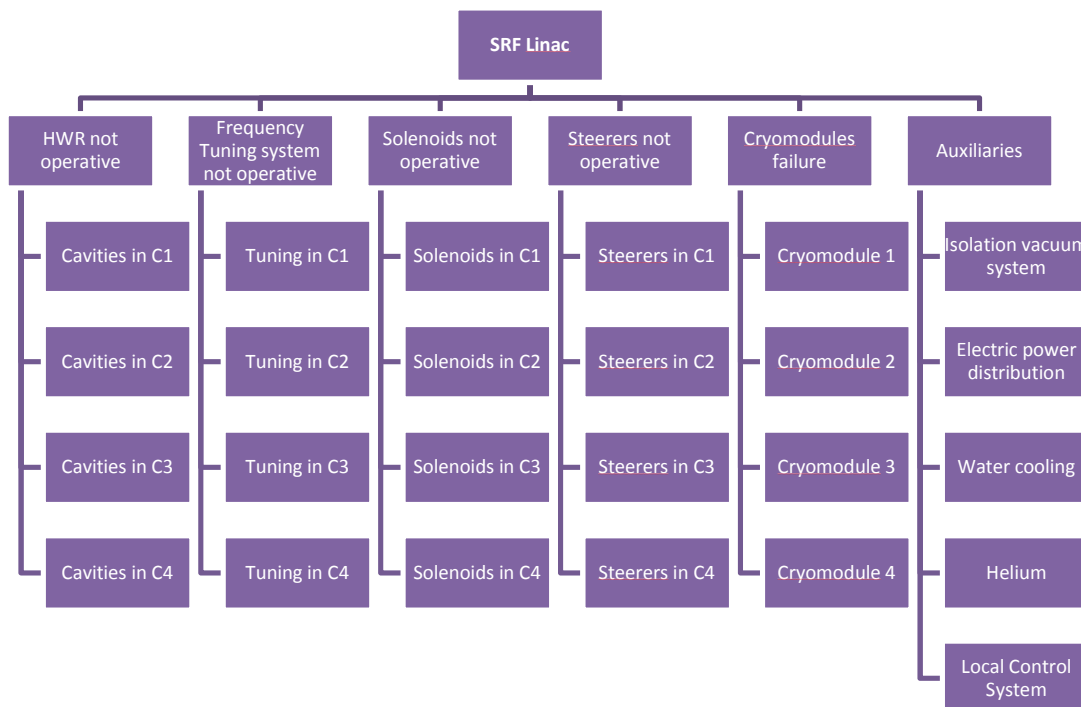 SRF Linac
HWR not
operative
Frequency
Tuning system
not operative
Solenoids not
operative
Steerers not
operative
Cryomodules
failure
Auxiliaries
Cavities in C1
Tuning in C1
Solenoids in C1
Steerers in C1
Cryomodule 1
Isolation vacuum
system
Cavities in C2
Tuning in C2
Solenoids in C2
Steerers in C2
Cryomodule 2
Electric power
distribution
Cavities in C3
Tuning in C3
Solenoids in C3
Steerers in C3
Cryomodule 3
Water cooling
Cavities in C4
Tuning in C4
Solenoids in C4
Steerers in C4
Cryomodule 4
Helium
Local Control
System